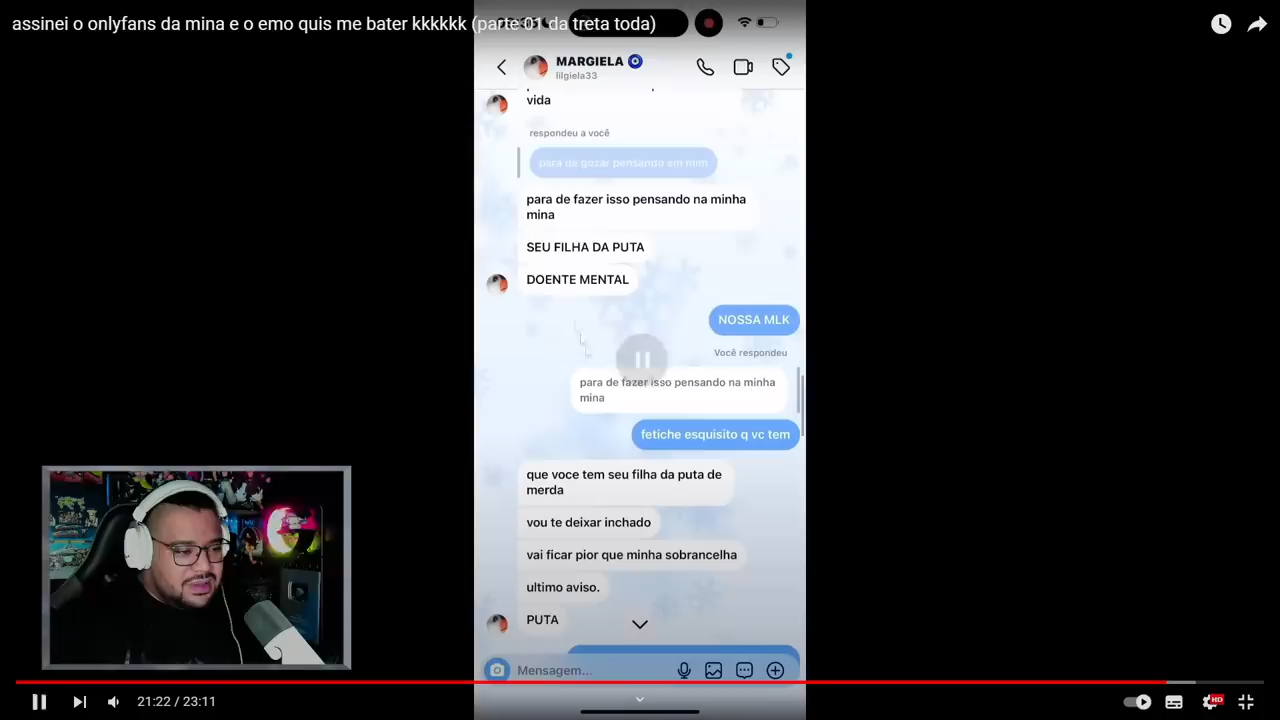 assinei o onlyfans da mina e o emo quis me bater kkkkkk (parte 01 da treta toda)
MARGIELA
lilgiela33
vida
respondeu a você
para de gozar pensando em mim
para de fazer isso pensando na minha
mina
SEU FILHA DA PUTA
DOENTE MENTAL
NOSSA MLK
Você respondeu
para de fazer isso pensando na minha
mina
fetiche esquisito q vc tem
que voce tem seu filha da puta de
merda
vou te deixar inchado
vai ficar pior que minha sobrancelha
ultimo aviso.
PUTA
Mensagem...
21:22 / 23:11
HD